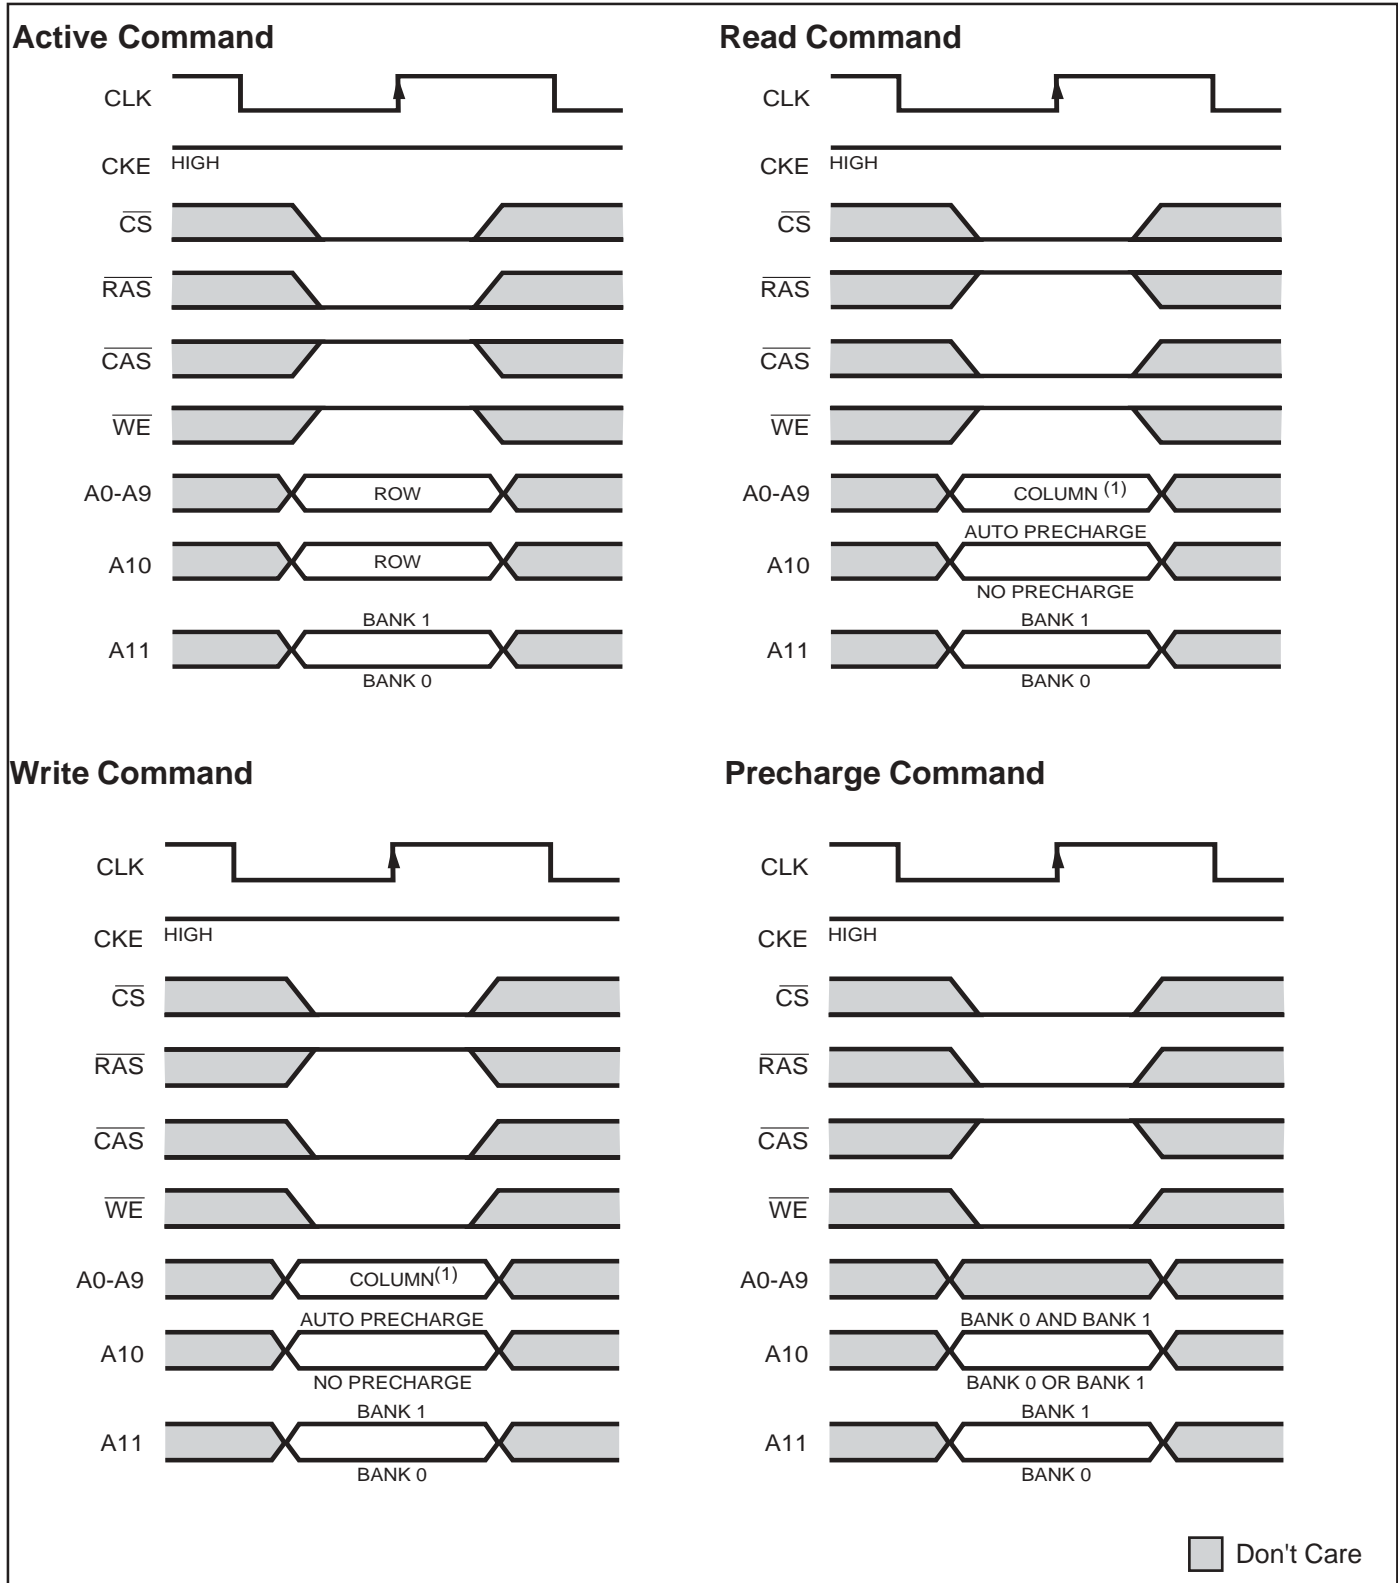 Active Command
CLK
CKE HIGH
CS
RAS
CAS
WE
A0-A9 ROW
A10 ROW
BANK 1
A11
BANK 0
Read Command
CLK
CKE HIGH
CS
RAS
CAS
WE
A0-A9 COLUMN (1)
AUTO PRECHARGE
A10
NO PRECHARGE
BANK 1
A11
BANK 0
Write Command
CLK
CKE HIGH
CS
RAS
CAS
WE
A0-A9 COLUMN(1)
AUTO PRECHARGE
A10
NO PRECHARGE
BANK 1
A11
BANK 0
Precharge Command
CLK
CKE HIGH
CS
RAS
CAS
WE
A0-A9
BANK 0 AND BANK 1
A10
BANK 0 OR BANK 1
BANK 1
A11
BANK 0
Don't Care